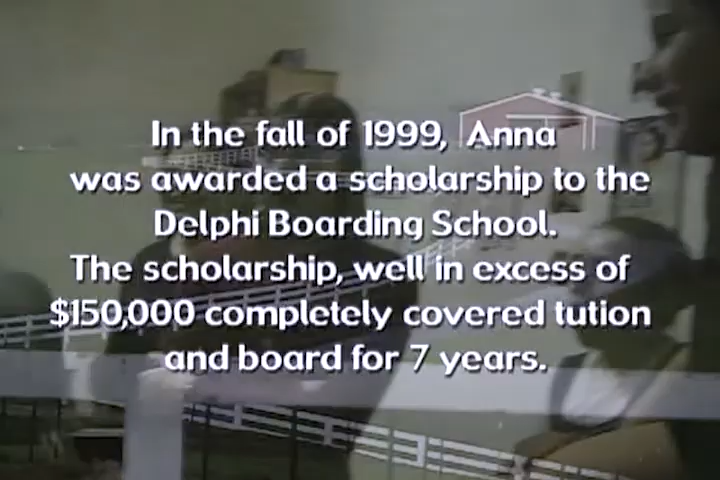 In the fall of 1999, Anna
was awarded a scholarship to the
Delphi Boarding School.
The scholarship, well in excess of
$150,000 completely covered tution
and board for 7 years.